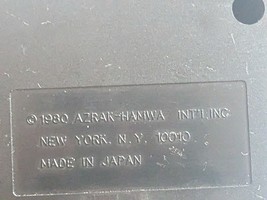 © 1980 AZRAK-HAMWAY INT'L, INC
NEW YORK, N.Y. 10010
MADE IN JAPAN